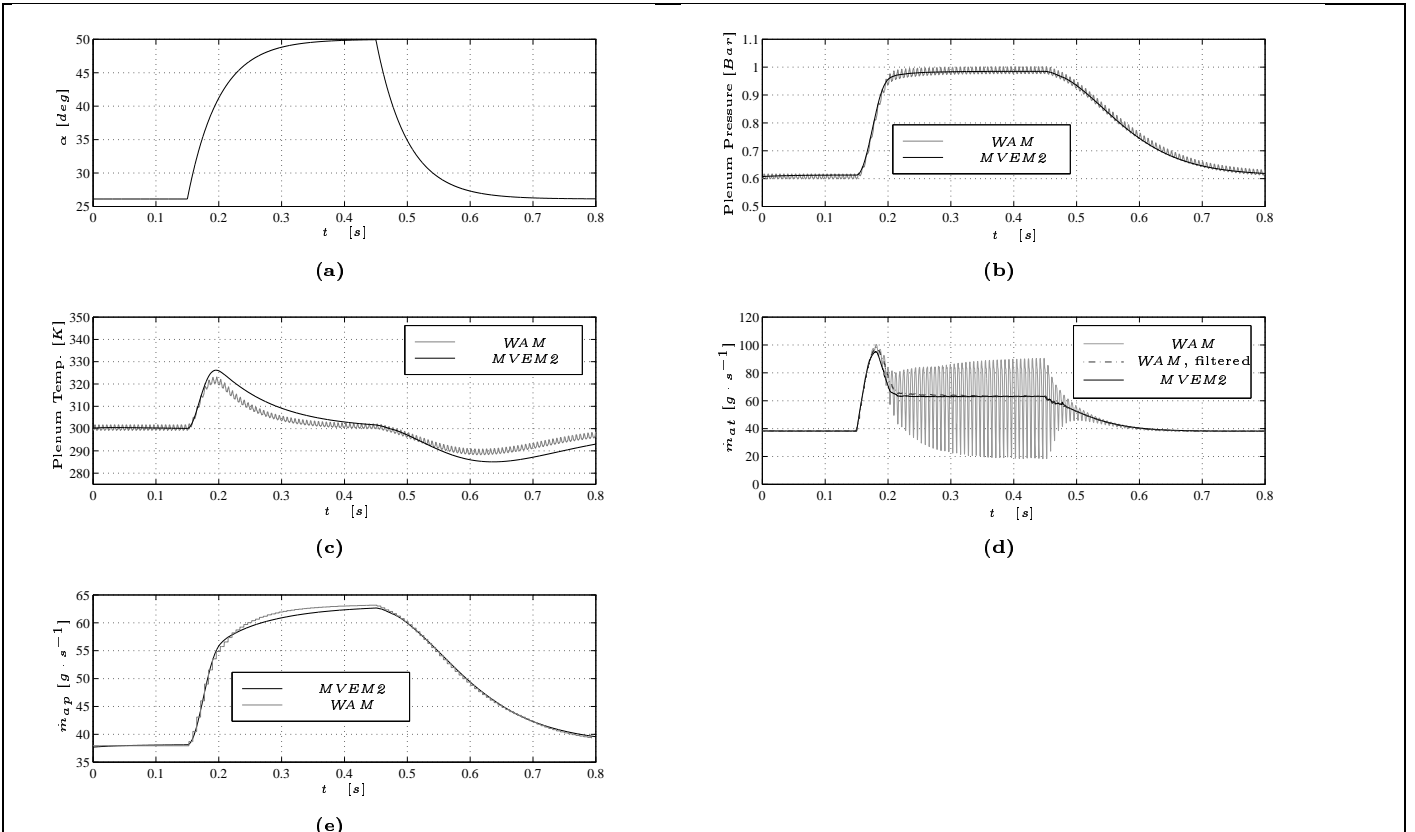 α [deg]
50
45
40
35
30
25
0 0.1 0.2 0.3 0.4 0.5 0.6 0.7 0.8
t [s]
(a)
Plenum Pressure [Bar]
1.1
1
0.9
0.8
0.7
0.6
0.5
WAM
MVEM2
0 0.1 0.2 0.3 0.4 0.5 0.6 0.7 0.8
t [s]
(b)
Plenum Temp. [K]
350
340
330
320
310
300
290
280
WAM
MVEM2
0 0.1 0.2 0.3 0.4 0.5 0.6 0.7 0.8
t [s]
(c)
ṁat [g · s−1]
120
100
80
60
40
20
0
WAM
WAM, filtered
MVEM2
0 0.1 0.2 0.3 0.4 0.5 0.6 0.7 0.8
t [s]
(d)
ṁap [g · s−1]
65
60
55
50
45
40
35
MVEM2
WAM
0 0.1 0.2 0.3 0.4 0.5 0.6 0.7 0.8
t [s]
(e)